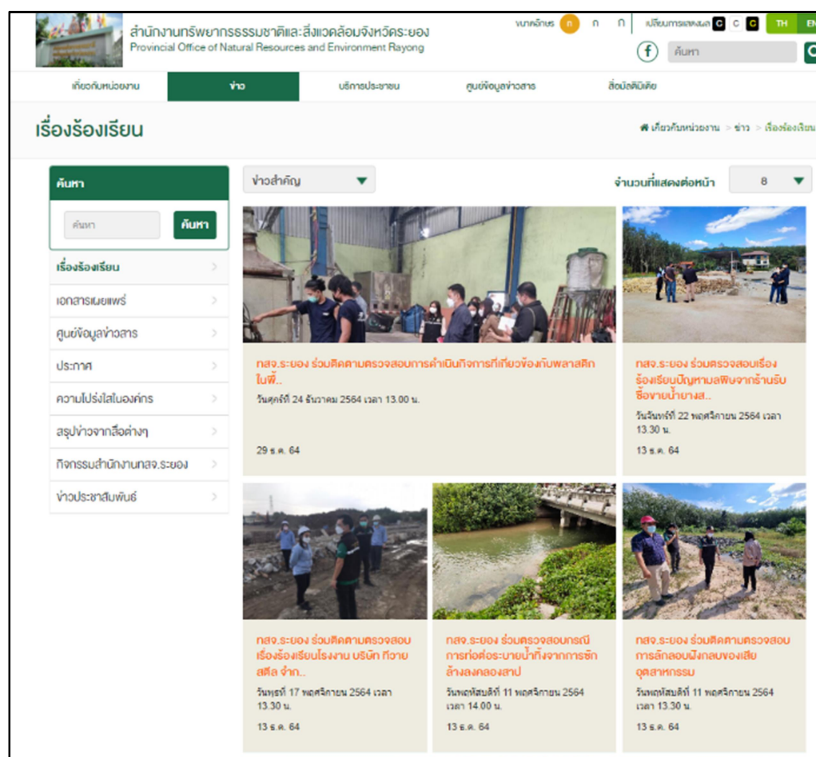 สำนักงานทรัพยากรธรรมชาติและสิ่งแวดล้อมจังหวัดระยอง
Provincial Office of Natural Resources and Environment Rayong
ขนาดอักษร ก ก ก เปลี่ยนการแสดงผล C C C TH EN
ค้นหา
เกี่ยวกับหน่วยงาน ข่าว บริการประชาชน ศูนย์ข้อมูลข่าวสาร สื่อมัลติมีเดีย
เรื่องร้องเรียน
เกี่ยวกับหน่วยงาน > ข่าว > เรื่องร้องเรียน
ค้นหา
ค้นหา ค้นหา
เรื่องร้องเรียน
เอกสารเผยแพร่
ศูนย์ข้อมูลข่าวสาร
ประกาศ
ความโปร่งใสในองค์กร
สรุปข่าวจากสื่อต่างๆ
กิจกรรมสำนักงานทสจ.ระยอง
ข่าวประชาสัมพันธ์
ข่าวสำคัญ จำนวนที่แสดงต่อหน้า 8
ทสจ.ระยอง ร่วมติดตามตรวจสอบการดำเนินกิจการที่เกี่ยวข้องกับพลาสติก
ในพื้..
วันศุกร์ที่ 24 ธันวาคม 2564 เวลา 13.00 น.
29 ธ.ค. 64
ทสจ.ระยอง ร่วมตรวจสอบเรื่อง
ร้องเรียนปัญหามลพิษจากร้านรับ
ซื้อขายน้ำยางส..
วันจันทร์ที่ 22 พฤศจิกายน 2564 เวลา
13.30 น.
13 ธ.ค. 64
ทสจ.ระยอง ร่วมติดตามตรวจสอบ
เรื่องร้องเรียนโรงงาน บริษัท ทีวาย
สตีล จำก..
วันพุธที่ 17 พฤศจิกายน 2564 เวลา
13.30 น.
13 ธ.ค. 64
ทสจ.ระยอง ร่วมตรวจสอบกรณี
การท่อต่อระบายน้ำทิ้งจากการซัก
ล้างลงคลองสาป
วันพฤหัสบดีที่ 11 พฤศจิกายน 2564
เวลา 14.00 น.
13 ธ.ค. 64
ทสจ.ระยอง ร่วมติดตามตรวจสอบ
การลักลอบฝังกลบของเสีย
อุตสาหกรรม
วันพฤหัสบดีที่ 11 พฤศจิกายน 2564
เวลา 13.30 น.
13 ธ.ค. 64